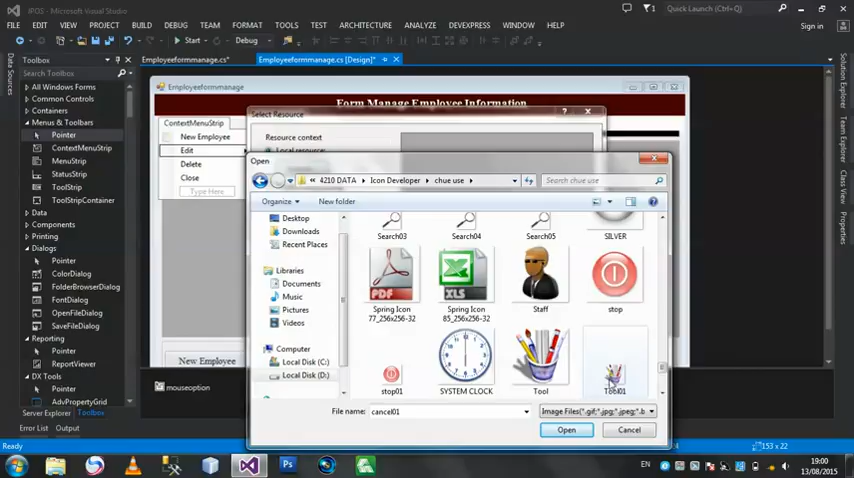 iPOS - Microsoft Visual Studio
1
Quick Launch (Ctrl+Q)
FILE EDIT VIEW PROJECT BUILD DEBUG TEAM FORMAT TOOLS TEST ARCHITECTURE ANALYZE DEVEXPRESS WINDOW HELP
Sign in
Start
Debug
Data Sources
Toolbox
Employeeformmanage.cs*
Employeeformmanage.cs [Design]*
Solution Explorer
Team Explorer
Class View
Properties
Search Toolbox
All Windows Forms
Common Controls
Containers
Menus & Toolbars
Pointer
ContextMenuStrip
MenuStrip
StatusStrip
ToolStrip
ToolStripContainer
Data
Components
Printing
Dialogs
Pointer
ColorDialog
FolderBrowserDialog
FontDialog
OpenFileDialog
SaveFileDialog
Reporting
Pointer
ReportViewer
DX Tools
Pointer
AdvPropertyGrid
Server Explorer
Toolbox
Employeeformmanage
Form Manage Employee Information
ContextMenuStrip
New Employee
Edit
Delete
Close
Type Here
New Employee
mouseoption
Select Resource
Resource context
Local resource:
Open
4210 DATA
Icon Developer
chue use
Search chue use
Organize
New folder
Desktop
Downloads
Recent Places
Libraries
Documents
Music
Pictures
Videos
Computer
Local Disk (C:)
Local Disk (D:)
Search03
Search04
Search05
SILVER
PDF
XLS
Spring Icon 77_256x256-32
Spring Icon 85_256x256-32
Staff
stop
stop01
SYSTEM CLOCK
Tool
Tool01
File name:
cancel01
Image Files(*.gif;*.jpg;*.jpeg;*.b
Open
Cancel
Error List
Output
Ready
153 x 22
EN
19:00
13/08/2015